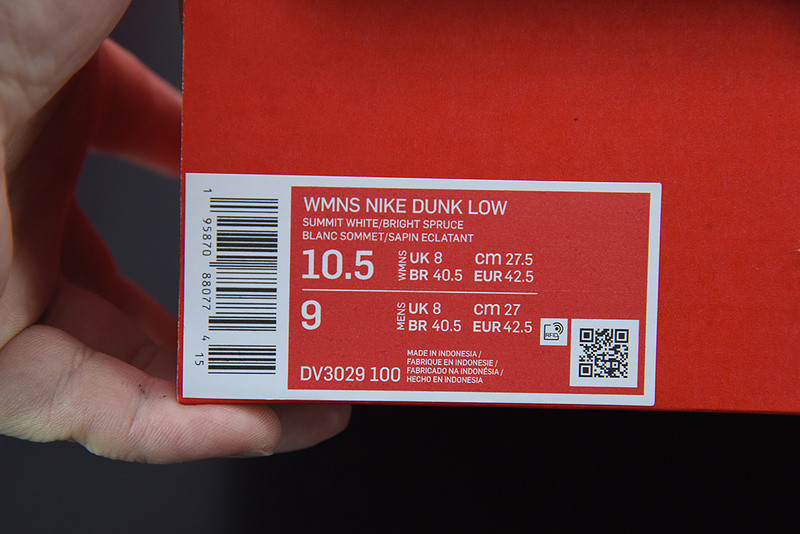 WMNS NIKE DUNK LOW
SUMMIT WHITE/BRIGHT SPRUCE
BLANC SOMMET/SAPIN ECLATANT
10.5 WMNS UK 8 cm 27.5
BR 40.5 EUR 42.5
9 MENS UK 8 cm 27
BR 40.5 EUR 42.5
RFID
DV3029 100
MADE IN INDONESIA /
FABRIQUE EN INDONESIE /
FABRICADO NA INDONÉSIA /
HECHO EN INDONESIA
1 95870 88077 4 15